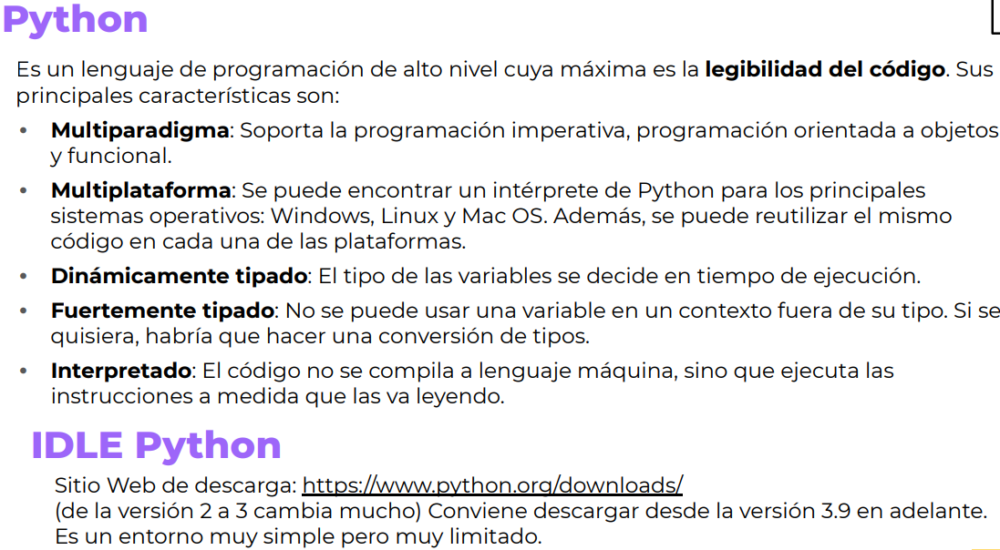 Python
Es un lenguaje de programación de alto nivel cuya máxima es la legibilidad del código. Sus
principales características son:
• Multiparadigma: Soporta la programación imperativa, programación orientada a objetos
y funcional.
• Multiplataforma: Se puede encontrar un intérprete de Python para los principales
sistemas operativos: Windows, Linux y Mac OS. Además, se puede reutilizar el mismo
código en cada una de las plataformas.
• Dinámicamente tipado: El tipo de las variables se decide en tiempo de ejecución.
• Fuertemente tipado: No se puede usar una variable en un contexto fuera de su tipo. Si se
quisiera, habría que hacer una conversión de tipos.
• Interpretado: El código no se compila a lenguaje máquina, sino que ejecuta las
instrucciones a medida que las va leyendo.
IDLE Python
Sitio Web de descarga: https://www.python.org/downloads/
(de la versión 2 a 3 cambia mucho) Conviene descargar desde la versión 3.9 en adelante.
Es un entorno muy simple pero muy limitado.